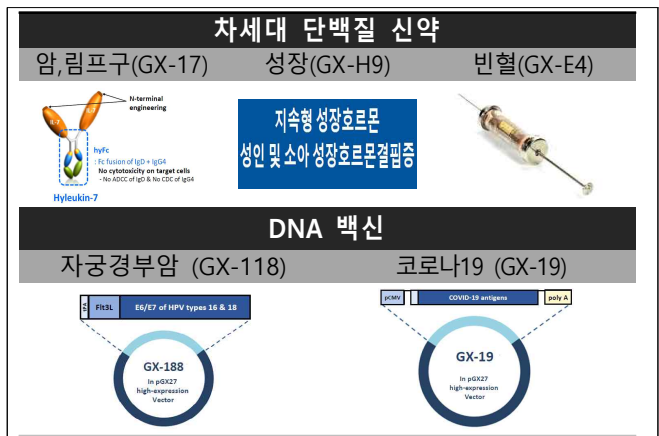 차세대 단백질 신약
암,림프구(GX-17) 성장(GX-H9) 빈혈(GX-E4)
N-terminal
engineering
IL-7 IL-7
hyFc
: Fc fusion of IgD + IgG4
No cytotoxicity on target cells
- No ADCC of IgD & No CDC of IgG4
Hyleukin-7
지속형 성장호르몬
성인 및 소아 성장호르몬결핍증
DNA 백신
자궁경부암 (GX-118) 코로나19 (GX-19)
Flt3L E6/E7 of HPV types 16 & 18
GX-188
In pGX27
high-expression
Vector
pCMV COVID-19 antigens poly A
GX-19
In pGX27
high-expression
Vector